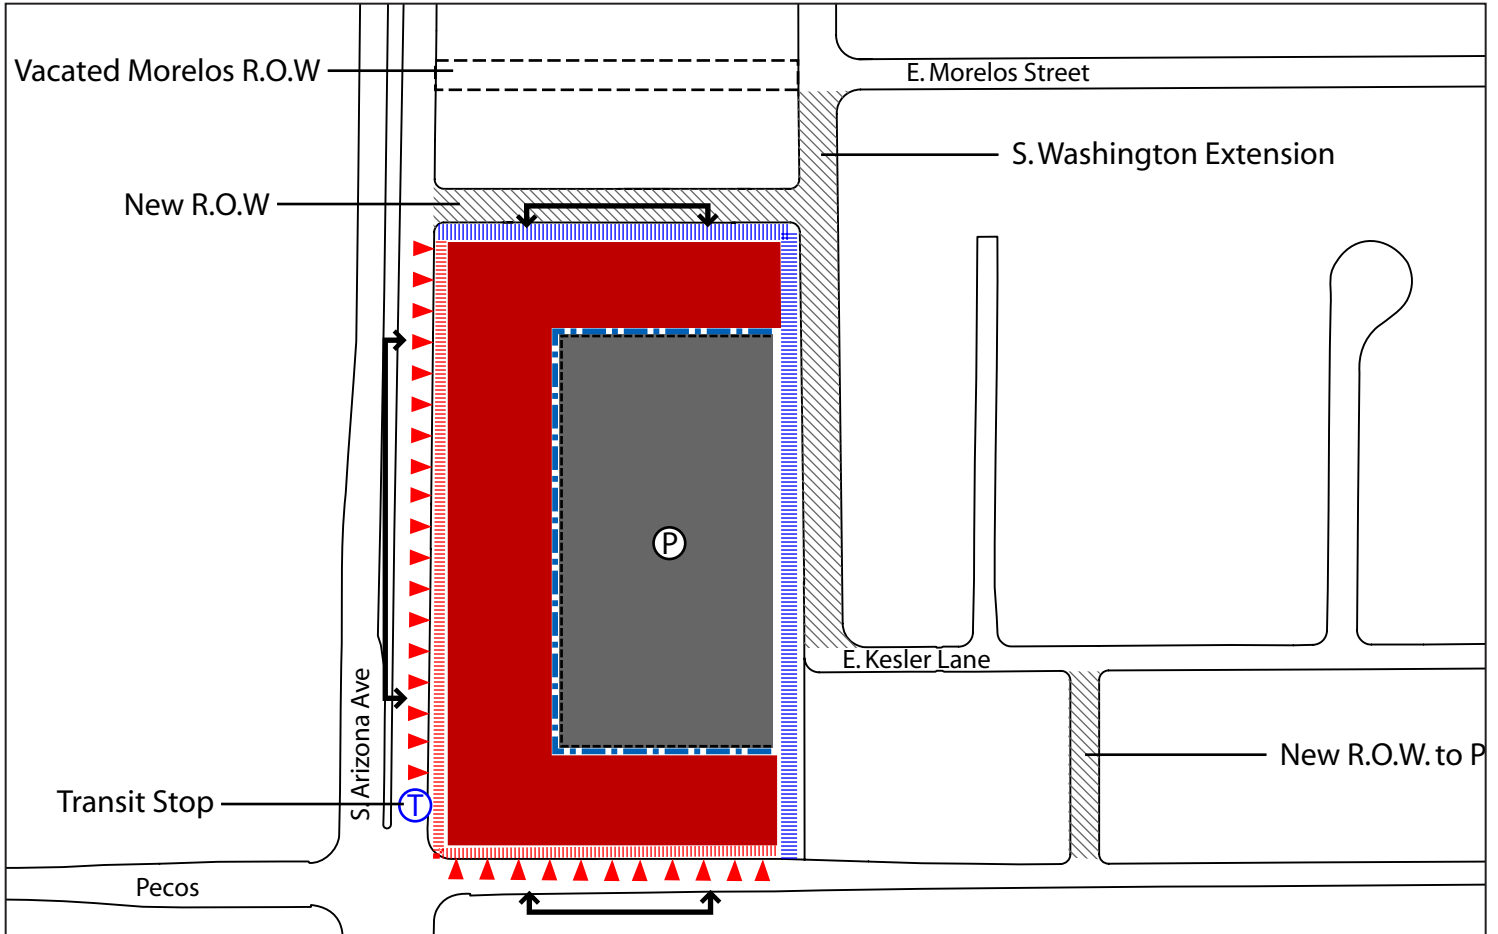 Vacated Morelos R.O.W
E. Morelos Street
S. Washington Extension
New R.O.W
P
E. Kesler Lane
S. Arizona Ave
New R.O.W. to P
Transit Stop
T
Pecos